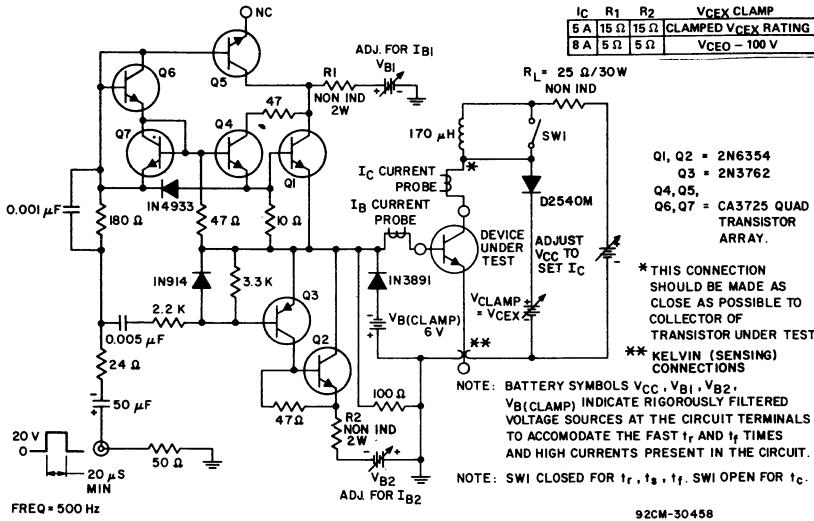 IC R1 R2 VCEX CLAMP
5 A 15 Ω 15 Ω CLAMPED VCEX RATING
8 A 5 Ω 5 Ω VCEO – 100 V
NC
ADJ. FOR IB1
VB1
+ -
Q6
Q5
R1
NON IND
2W
RL = 25 Ω/30W
NON IND
47
Q7
Q4
Q1
170 μH
SW1
*
IC CURRENT
PROBE
IB CURRENT
PROBE
D2540M
Q1, Q2 = 2N6354
Q3 = 2N3762
Q4,Q5,
Q6,Q7 = CA3725 QUAD
TRANSISTOR
ARRAY.
1N4933
0.001 μF
180Ω
47Ω
10Ω
DEVICE
UNDER
TEST
ADJUST
VCC TO
SET IC
+ -
1N914
3.3 K
Q3
1N3891
VCLAMP
= VCEX
+
-
* THIS CONNECTION
SHOULD BE MADE AS
CLOSE AS POSSIBLE TO
COLLECTOR OF
TRANSISTOR UNDER TEST
2.2 K
0.005 μF
-
+
VB(CLAMP)
6 V
Q2
**
** KELVIN (SENSING)
CONNECTIONS
24 Ω
-
+
50 μF
47Ω
100Ω
R2
NON IND
2W
- +
VB2
ADJ. FOR IB2
20 V
0
20 μS
MIN
50 Ω
FREQ = 500 Hz
NOTE: BATTERY SYMBOLS VCC , VB1 , VB2 ,
VB(CLAMP) INDICATE RIGOROUSLY FILTERED
VOLTAGE SOURCES AT THE CIRCUIT TERMINALS
TO ACCOMODATE THE FAST tr AND tf TIMES
AND HIGH CURRENTS PRESENT IN THE CIRCUIT.
NOTE: SW1 CLOSED FOR tr , ts , tf. SW1 OPEN FOR tc.
92CM-30458